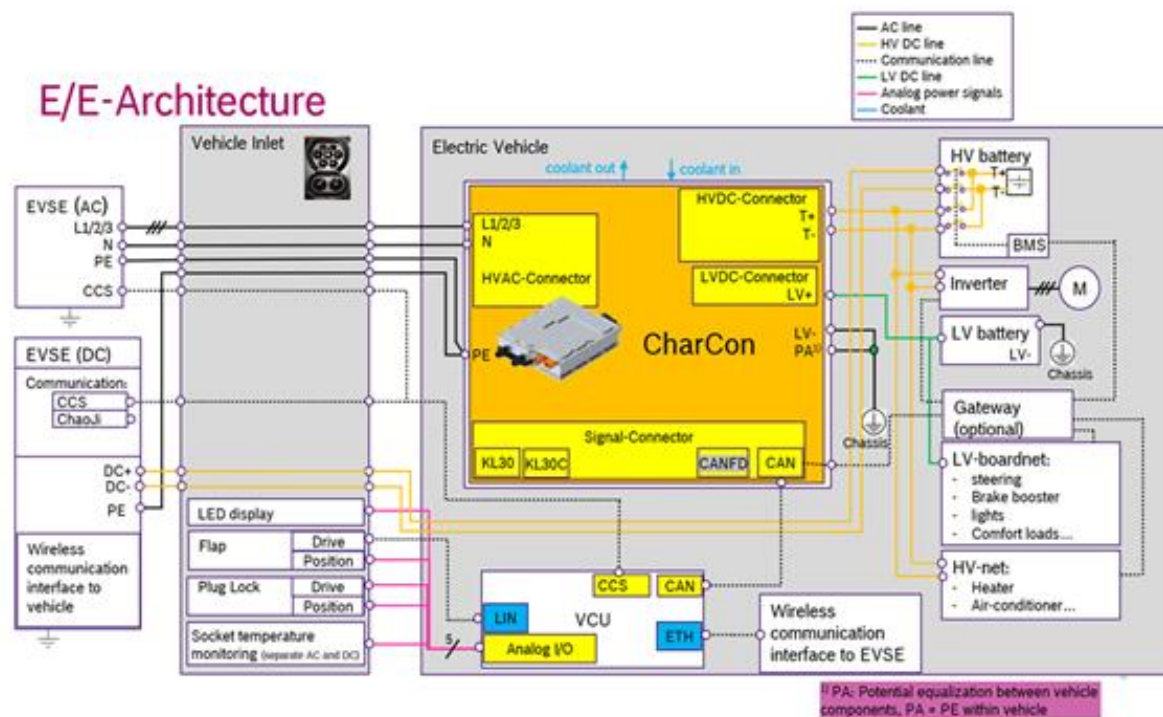 AC line
HV DC line
Communication line
LV DC line
Analog power signals
Coolant
E/E-Architecture
Vehicle Inlet
Electric Vehicle
coolant out
coolant in
EVSE (AC)
L1/2/3
N
PE
CCS
EVSE (DC)
Communication:
CCS
ChaoJi
DC+
DC-
PE
Wireless
communication
interface to
vehicle
LED display
Flap
Drive
Position
Plug Lock
Drive
Position
Socket temperature
monitoring (separate AC and DC)
L1/2/3
N
HVAC-Connector
PE
HVDC-Connector
T+
T-
LVDC-Connector
LV+
CharCon
LV-
PA1)
Chassis
Signal-Connector
KL30
KL30C
CANFD
CAN
CCS
CAN
VCU
LIN
ETH
Analog I/O
5
Wireless
communication
interface to EVSE
HV battery
T+
T-
BMS
Inverter
M
LV battery
LV-
Chassis
Gateway
(optional)
LV-boardnet:
- steering
- Brake booster
- lights
- Comfort loads....
HV-net:
- Heater
- Air-conditioner...
1) PA: Potential equalization between vehicle
components, PA = PE within vehicle